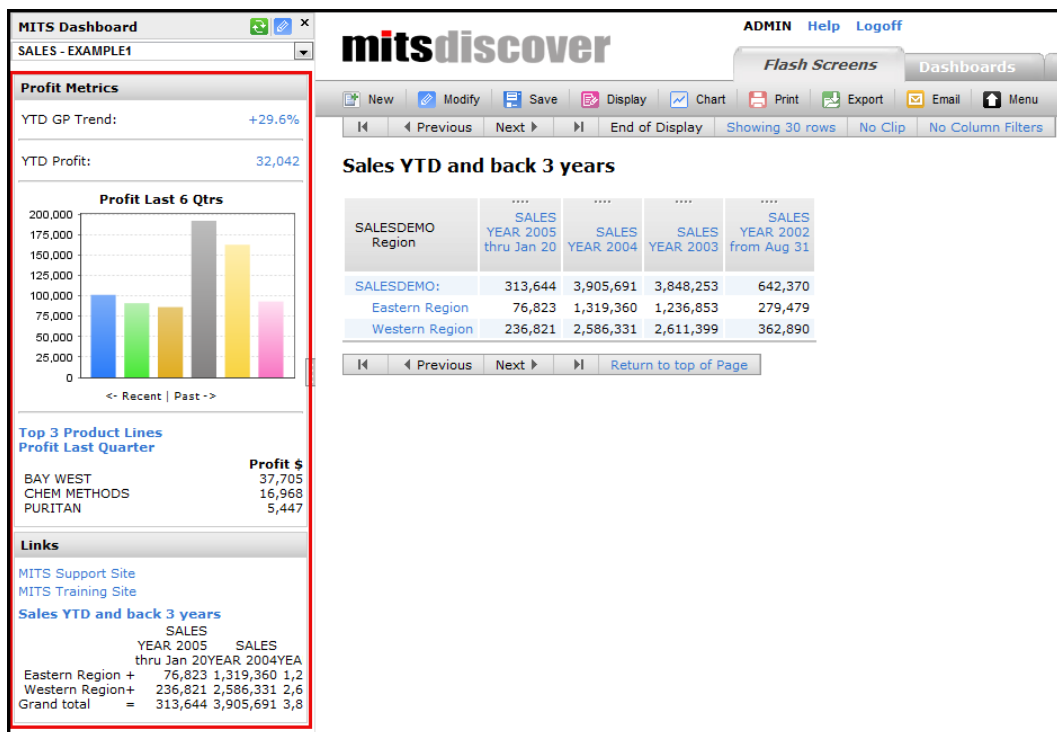 MITS Dashboard
SALES - EXAMPLE1
Profit Metrics
YTD GP Trend: +29.6%
YTD Profit: 32,042
Profit Last 6 Qtrs
200,000
175,000
150,000
125,000
100,000
75,000
50,000
25,000
0
<- Recent | Past ->
Top 3 Product Lines
Profit Last Quarter
Profit $
BAY WEST 37,705
CHEM METHODS 16,968
PURITAN 5,447
Links
MITS Support Site
MITS Training Site
Sales YTD and back 3 years
SALES
YEAR 2005 SALES
thru Jan 20YEAR 2004YEA
Eastern Region + 76,823 1,319,360 1,2
Western Region+ 236,821 2,586,331 2,6
Grand total = 313,644 3,905,691 3,8
mitsdiscover
ADMIN Help Logoff
Flash Screens Dashboards
New Modify Save Display Chart Print Export Email Menu
Previous Next End of Display Showing 30 rows No Clip No Column Filters
Sales YTD and back 3 years
SALESDEMO
Region
SALES
YEAR 2005
thru Jan 20
SALES
YEAR 2004
SALES
YEAR 2003
SALES
YEAR 2002
from Aug 31
SALESDEMO: 313,644 3,905,691 3,848,253 642,370
Eastern Region 76,823 1,319,360 1,236,853 279,479
Western Region 236,821 2,586,331 2,611,399 362,890
Previous Next Return to top of Page